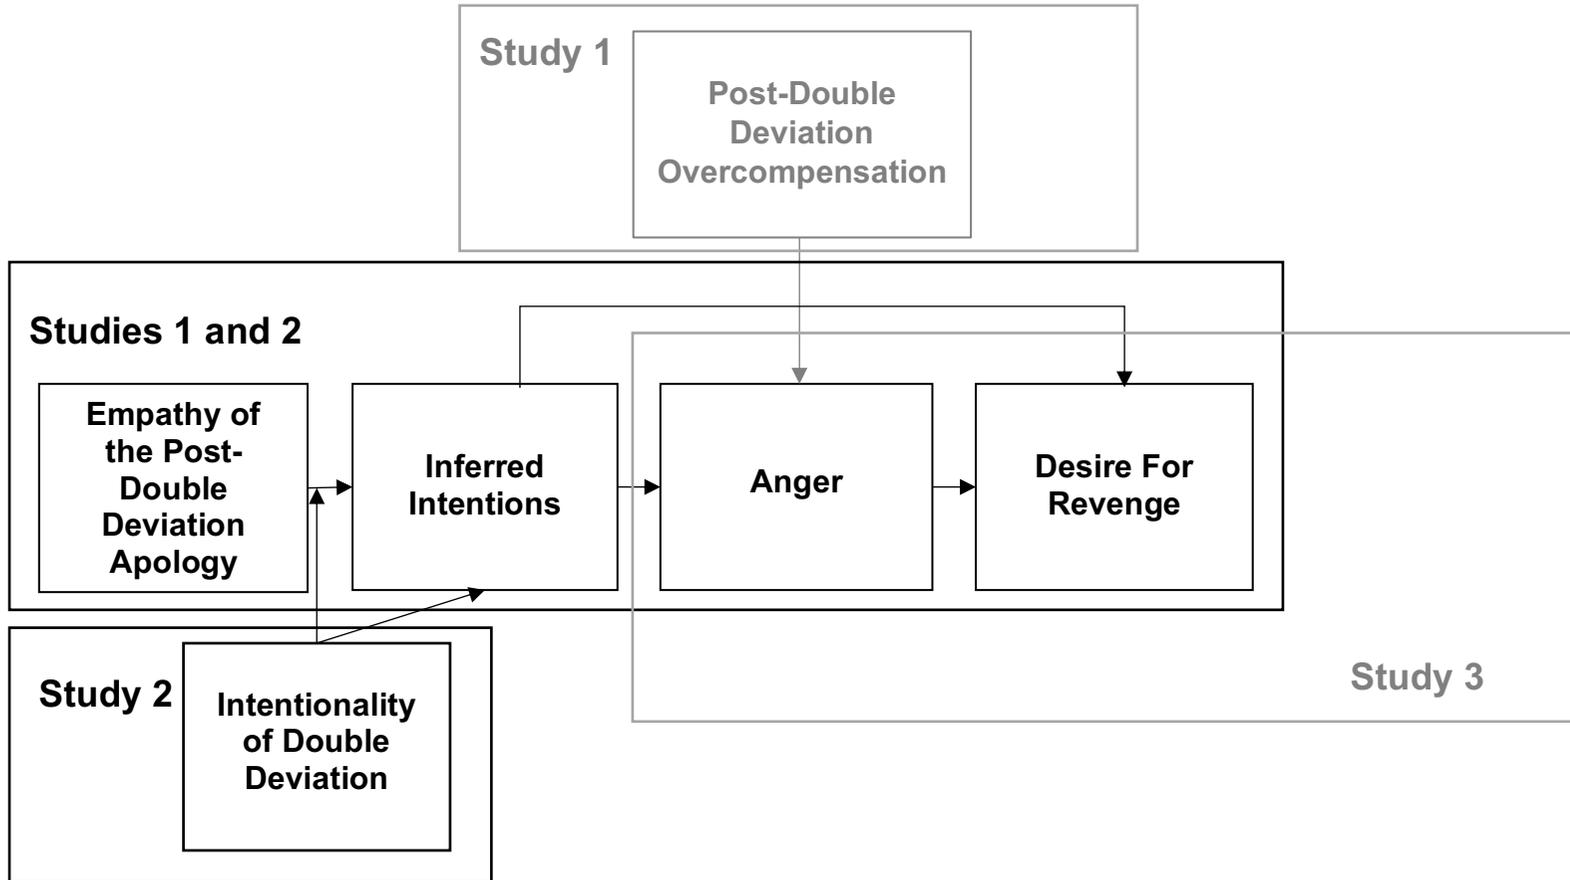 Study 1
Post-Double
Deviation
Overcompensation
Studies 1 and 2
Empathy of
the Post-
Double
Deviation
Apology
Inferred
Intentions
Anger
Desire For
Revenge
Study 2
Intentionality
of Double
Deviation
Study 3